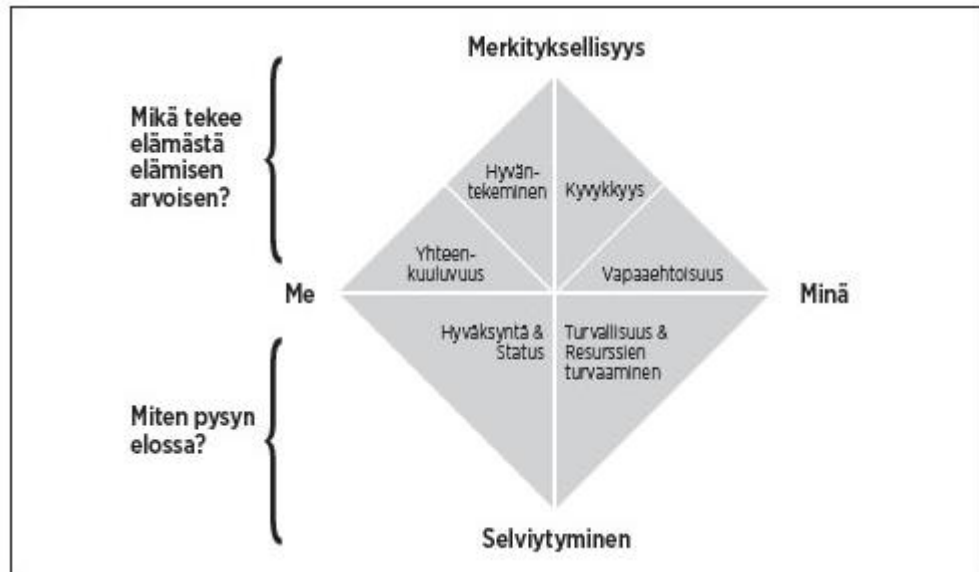 Merkityksellisyys
Mikä tekee
elämästä
elämisen
arvoisen?
Hyvän-
tekeminen
Kyvykkyys
Yhteen-
kuuluvuus
Vapaaehtoisuus
Me
Minä
Hyväksyntä &
Status
Turvallisuus &
Resurssien
turvaaminen
Miten pysyn
elossa?
Selviytyminen